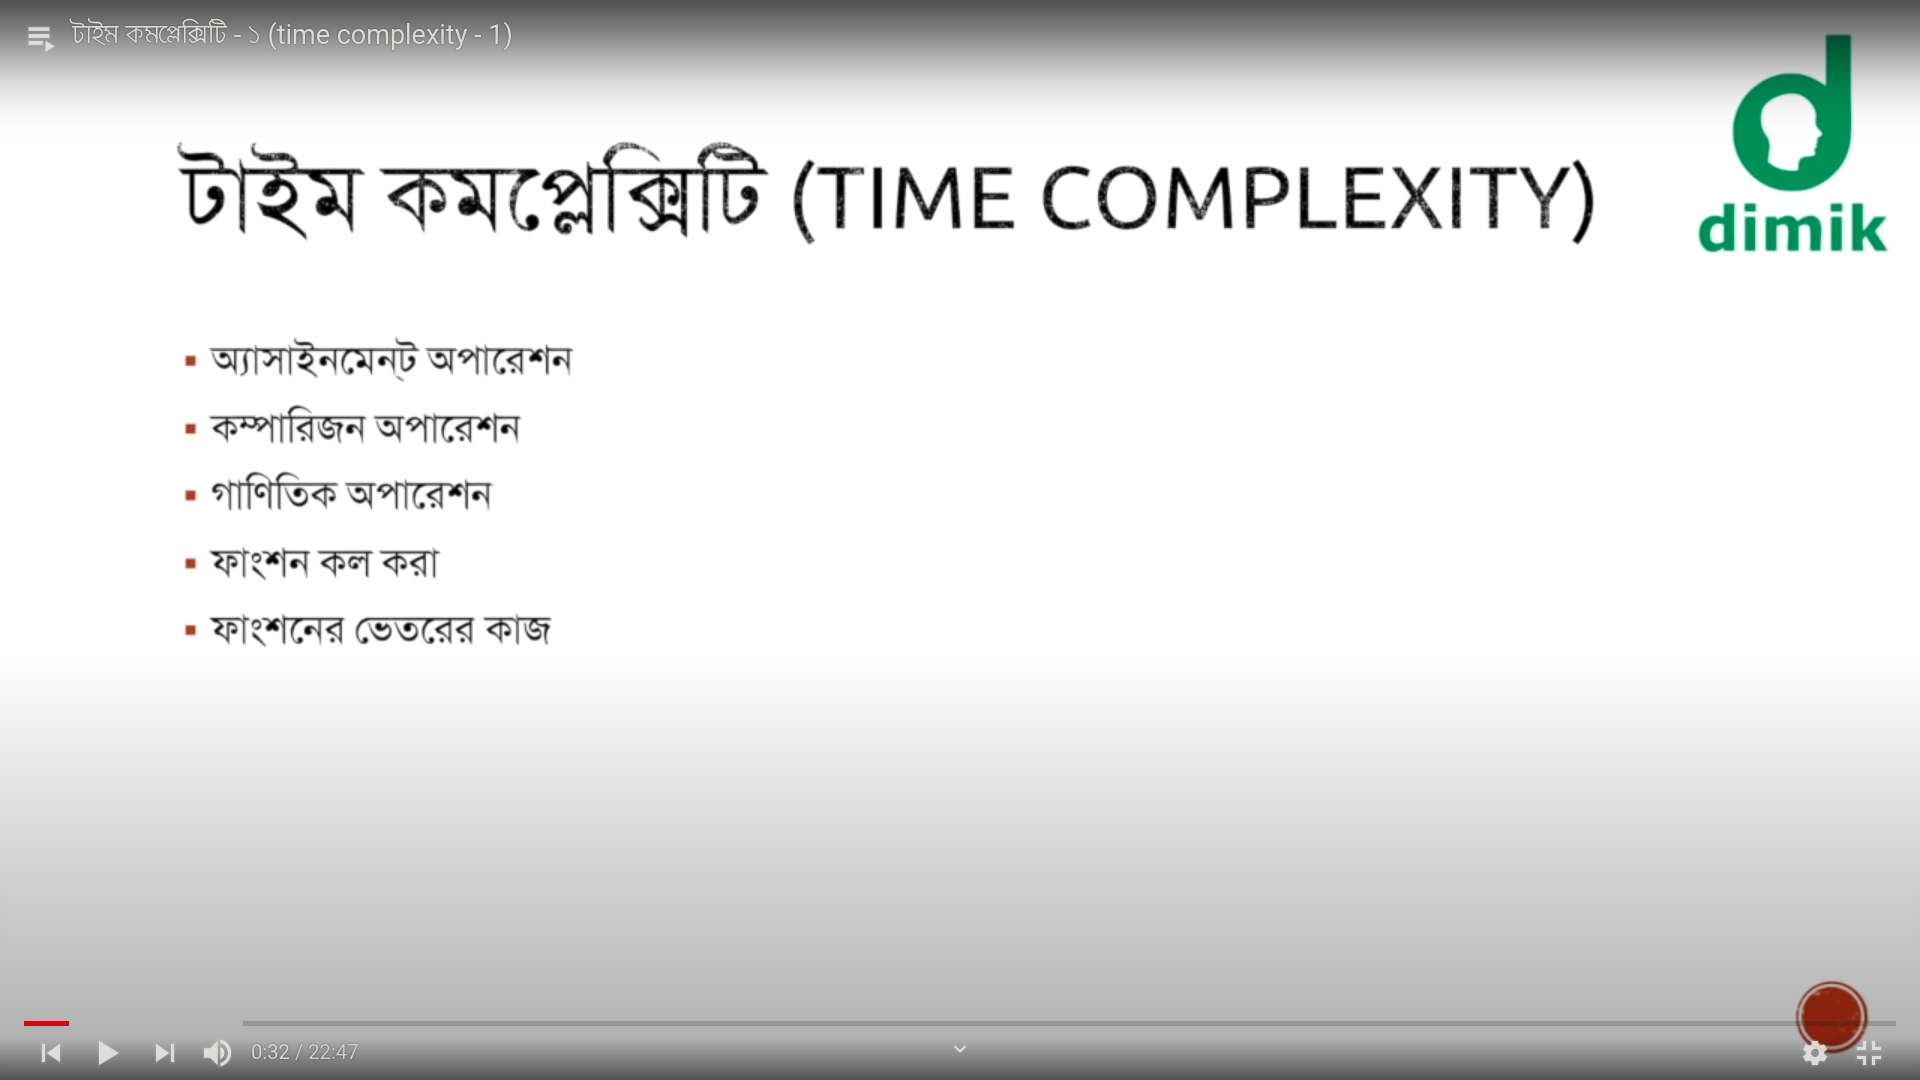 টাইম কমপ্লেক্সিটি - ১ (time complexity - 1)
টাইম কমপ্লেক্সিটি (TIME COMPLEXITY)
dimik
▪ অ্যাসাইনমেন্ট অপারেশন
▪ কম্পারিজন অপারেশন
▪ গাণিতিক অপারেশন
▪ ফাংশন কল করা
▪ ফাংশনের ভেতরের কাজ
0:32 / 22:47